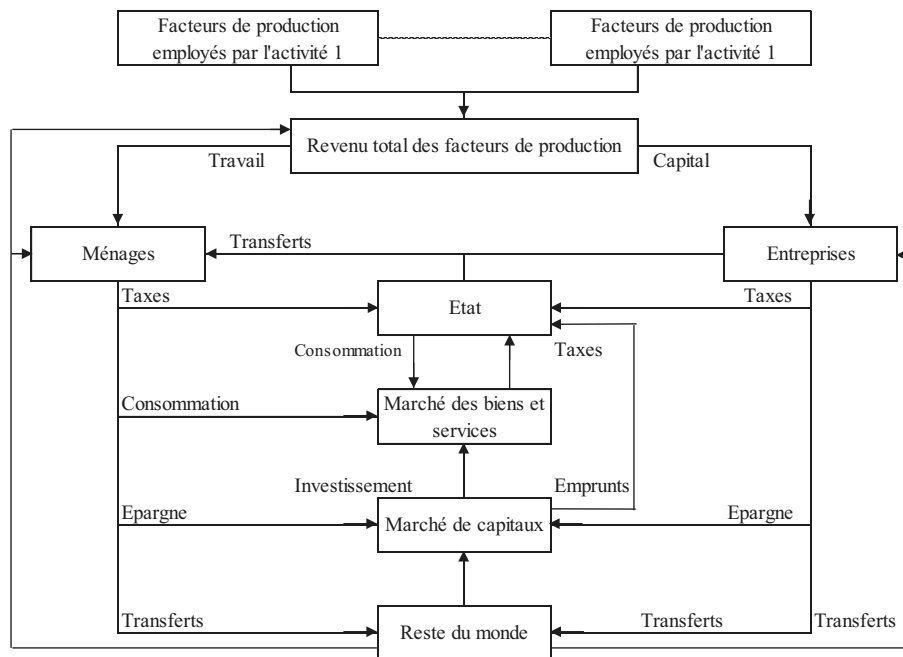 Facteurs de production
employés par l'activité 1
Facteurs de production
employés par l'activité 1
Revenu total des facteurs de production
Travail
Capital
Ménages
Transferts
Entreprises
Taxes
Etat
Taxes
Consommation
Taxes
Consommation
Marché des biens et
services
Investissement
Emprunts
Epargne
Marché de capitaux
Epargne
Transferts
Reste du monde
Transferts
Transferts